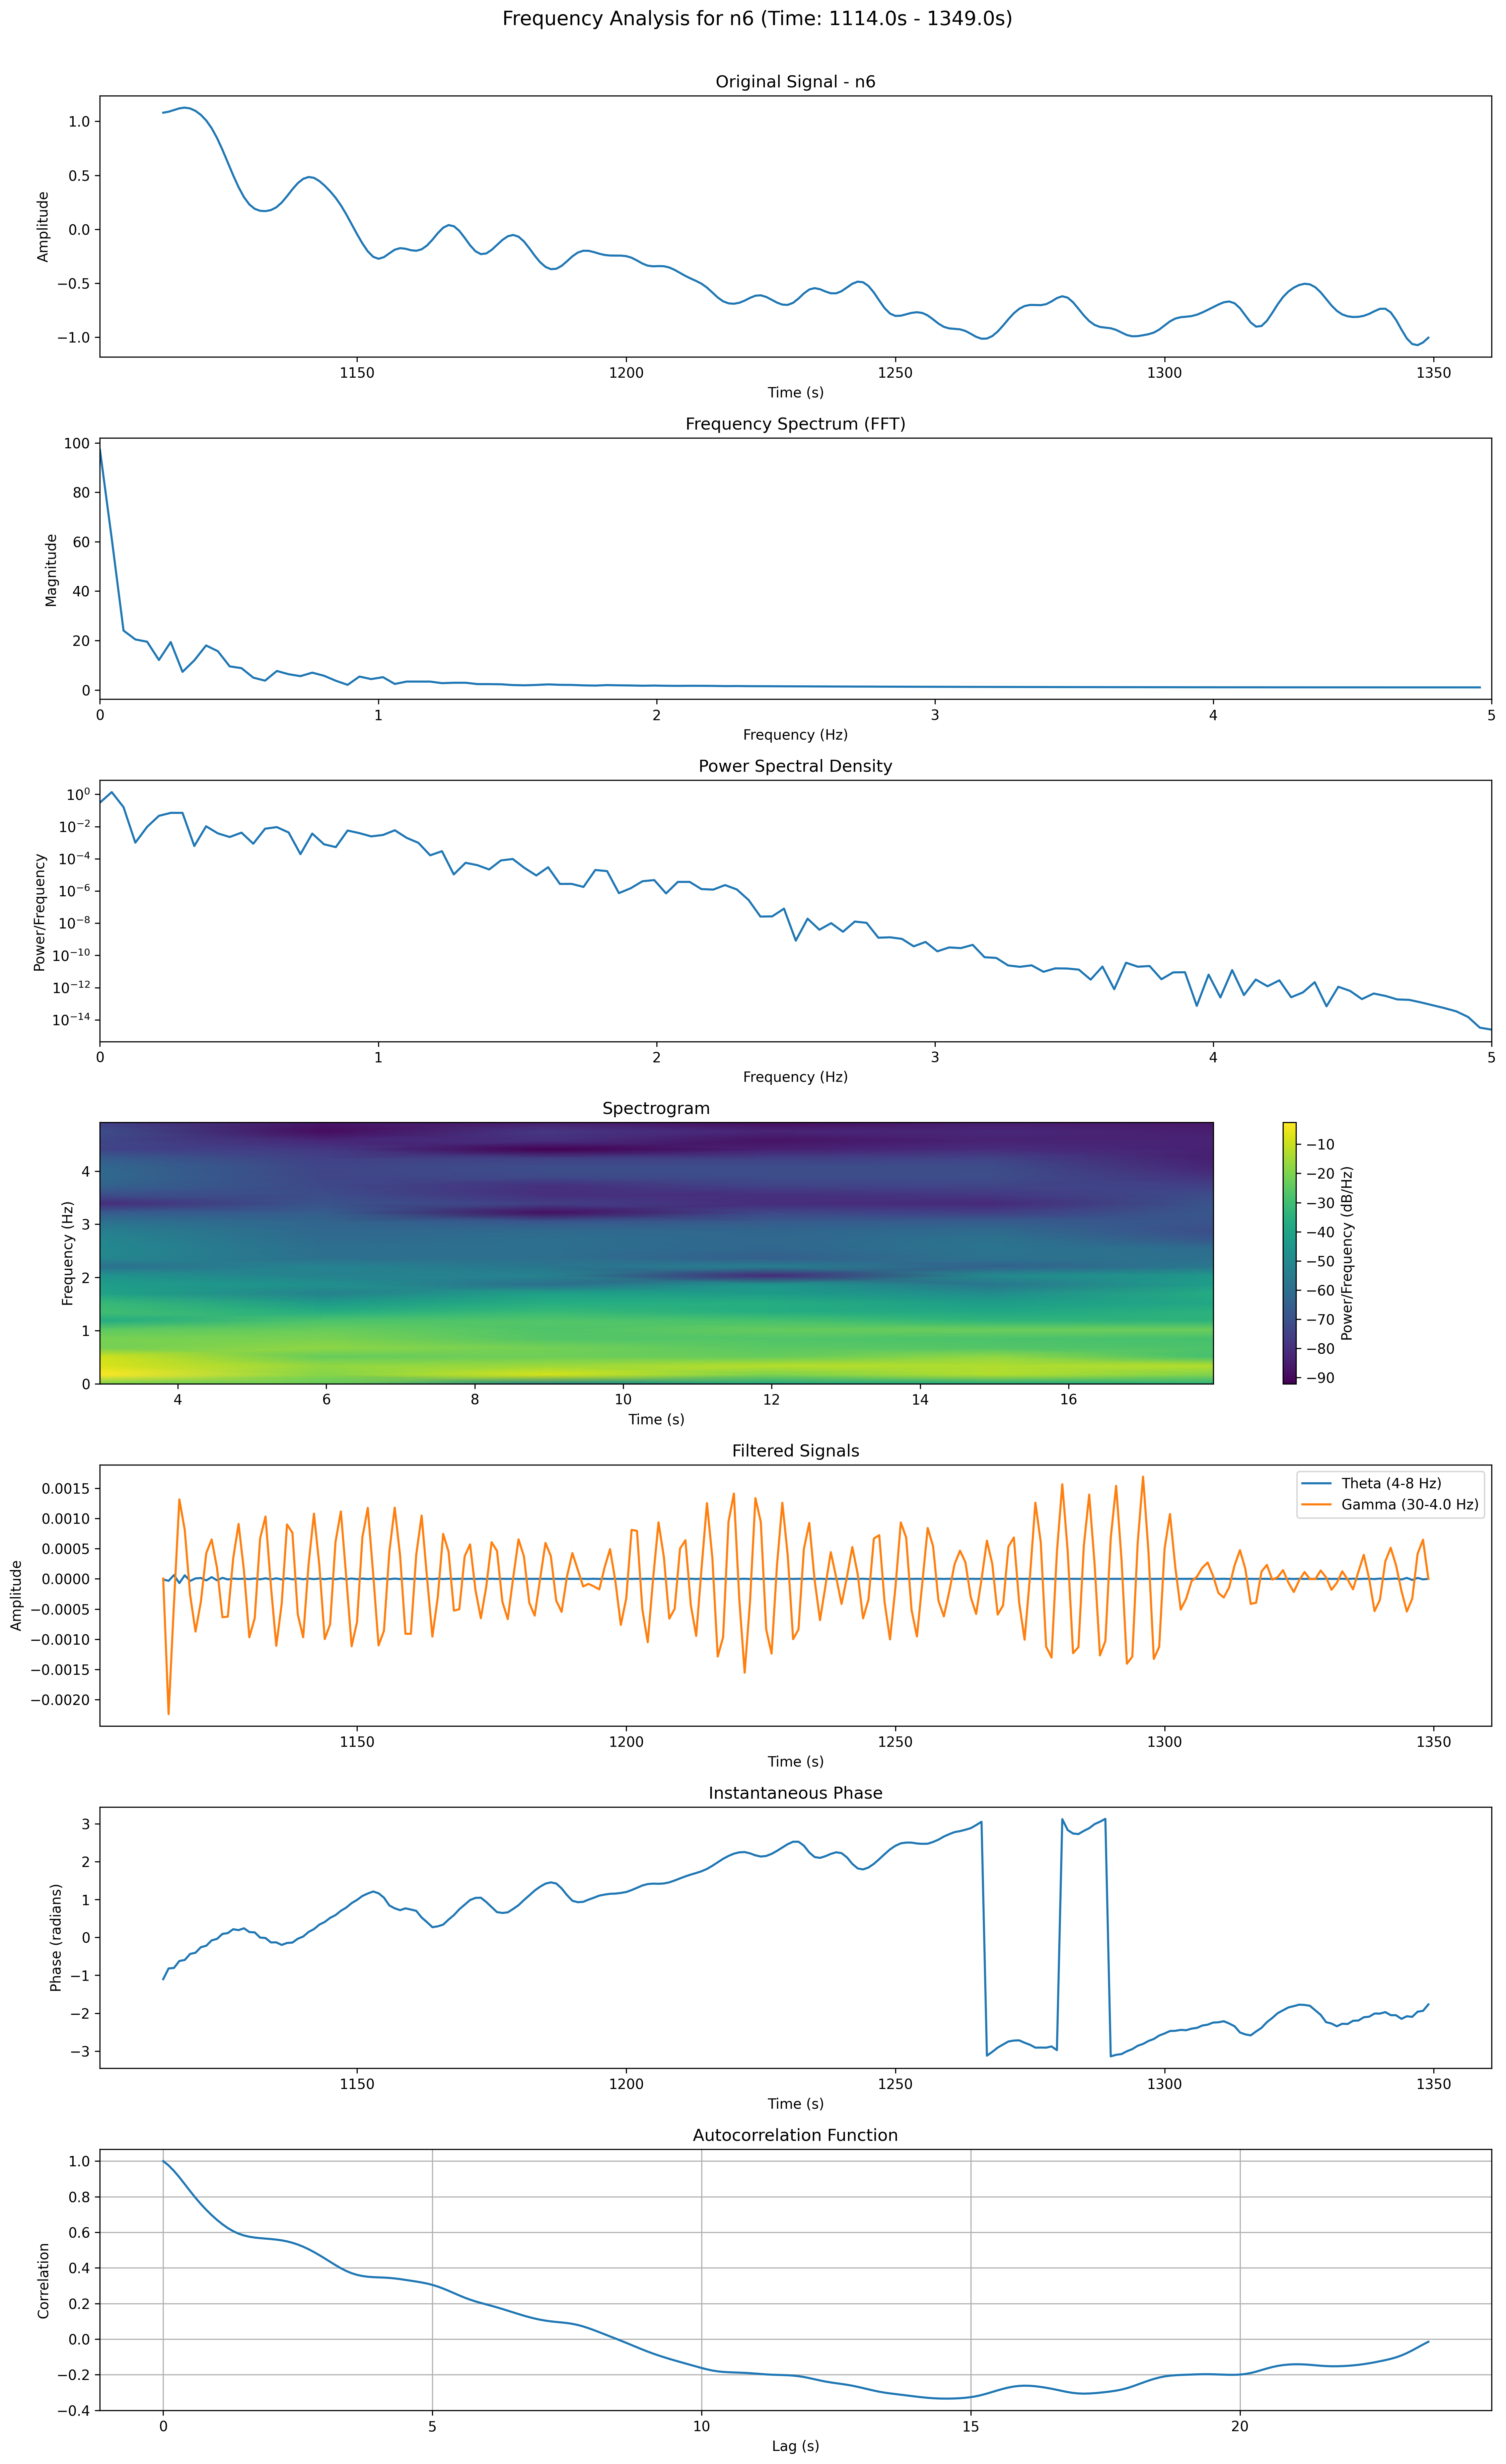 Frequency Analysis for n6 (Time: 1114.0s - 1349.0s)
Original Signal - n6
Amplitude
1.0
0.5
0.0
−0.5
−1.0
1150 1200 1250 1300 1350
Time (s)
Frequency Spectrum (FFT)
Magnitude
100
80
60
40
20
0
0 1 2 3 4 5
Frequency (Hz)
Power Spectral Density
Power/Frequency
10⁰
10⁻²
10⁻⁴
10⁻⁶
10⁻⁸
10⁻¹⁰
10⁻¹²
10⁻¹⁴
0 1 2 3 4 5
Frequency (Hz)
Spectrogram
Frequency (Hz)
4
3
2
1
0
4 6 8 10 12 14 16
Time (s)
−10
−20
−30
−40
−50
−60
−70
−80
−90
Power/Frequency (dB/Hz)
Filtered Signals
Amplitude
0.0015
0.0010
0.0005
0.0000
−0.0005
−0.0010
−0.0015
−0.0020
Theta (4-8 Hz)
Gamma (30-4.0 Hz)
1150 1200 1250 1300 1350
Time (s)
Instantaneous Phase
Phase (radians)
3
2
1
0
−1
−2
−3
1150 1200 1250 1300 1350
Time (s)
Autocorrelation Function
Correlation
1.0
0.8
0.6
0.4
0.2
0.0
−0.2
−0.4
0 5 10 15 20
Lag (s)